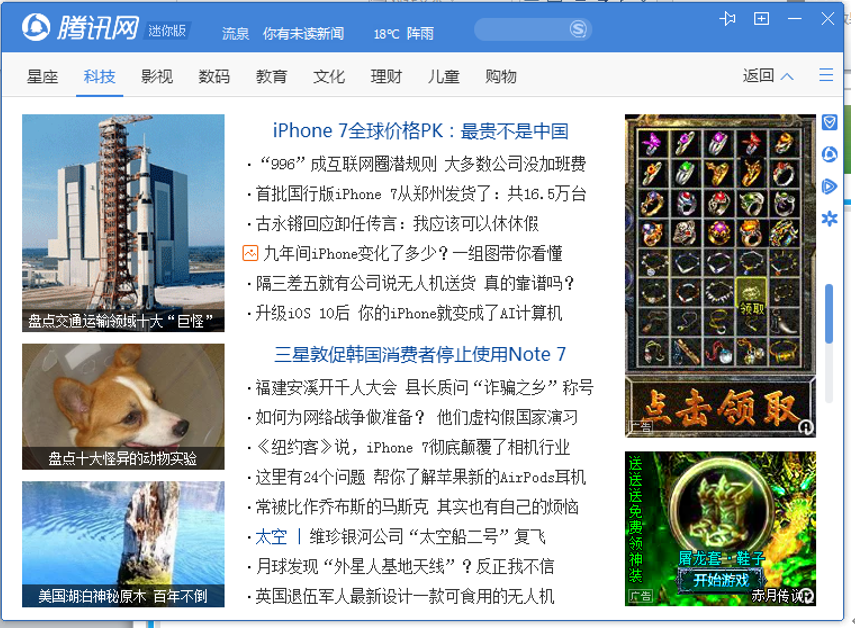 腾讯网 迷你版
流泉 你有未读新闻 18℃ 阵雨
星座 科技 影视 数码 教育 文化 理财 儿童 购物 返回
iPhone 7全球价格PK：最贵不是中国
·“996”成互联网圈潜规则 大多数公司没加班费
·首批国行版iPhone 7从郑州发货了：共16.5万台
·古永锵回应卸任传言：我应该可以休休假
九年间iPhone变化了多少？一组图带你看懂
·隔三差五就有公司说无人机送货 真的靠谱吗？
·升级iOS 10后 你的iPhone就变成了AI计算机
盘点交通运输领域十大“巨怪”
三星敦促韩国消费者停止使用Note 7
·福建安溪开千人大会 县长质问“诈骗之乡”称号
·如何为网络战争做准备？ 他们虚构假国家演习
·《纽约客》说，iPhone 7彻底颠覆了相机行业
·这里有24个问题 帮你了解苹果新的AirPods耳机
·常被比作乔布斯的马斯克 其实也有自己的烦恼
·太空 | 维珍银河公司“太空船二号”复飞
·月球发现“外星人基地天线”？反正我不信
·英国退伍军人最新设计一款可食用的无人机
盘点十大怪异的动物实验
美国湖泊神秘原木 百年不倒
领取
点击领取
广告
送送送免费领神装
屠龙套：鞋子
开始游戏
赤月传说
广告